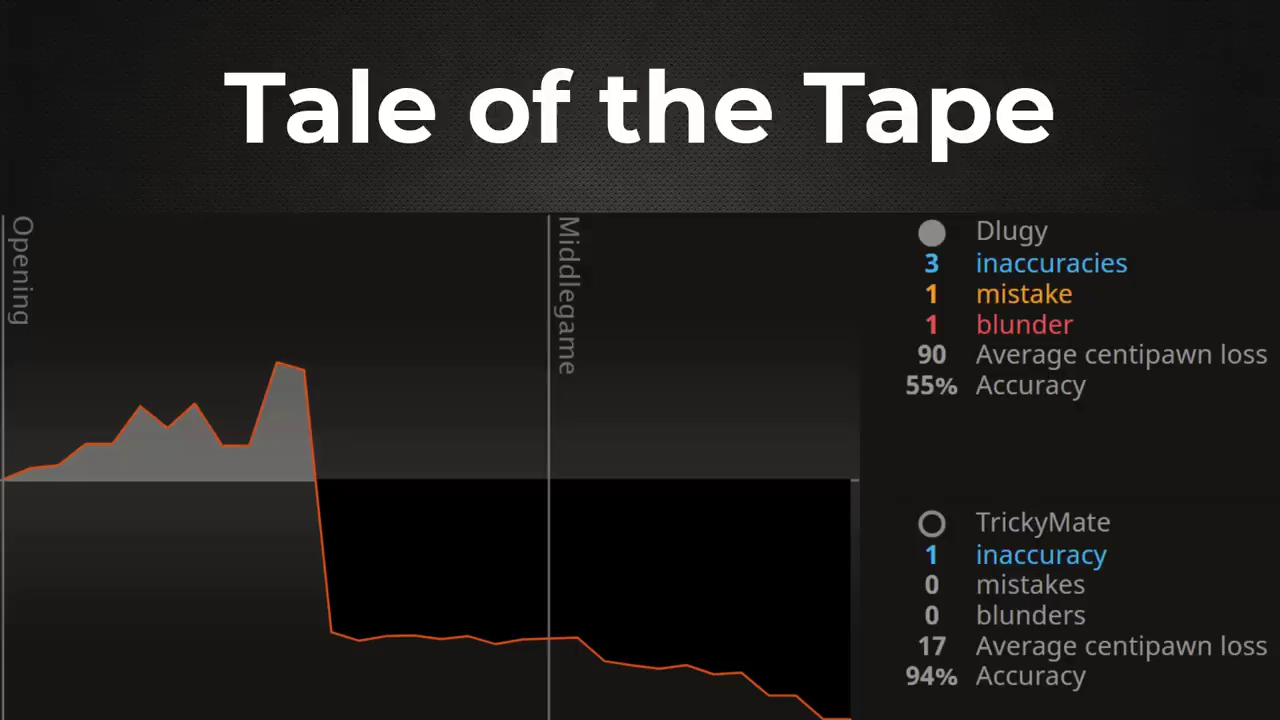 Tale of the Tape
Opening
Middlegame
Dlugy
3 inaccuracies
1 mistake
1 blunder
90 Average centipawn loss
55% Accuracy
TrickyMate
1 inaccuracy
0 mistakes
0 blunders
17 Average centipawn loss
94% Accuracy